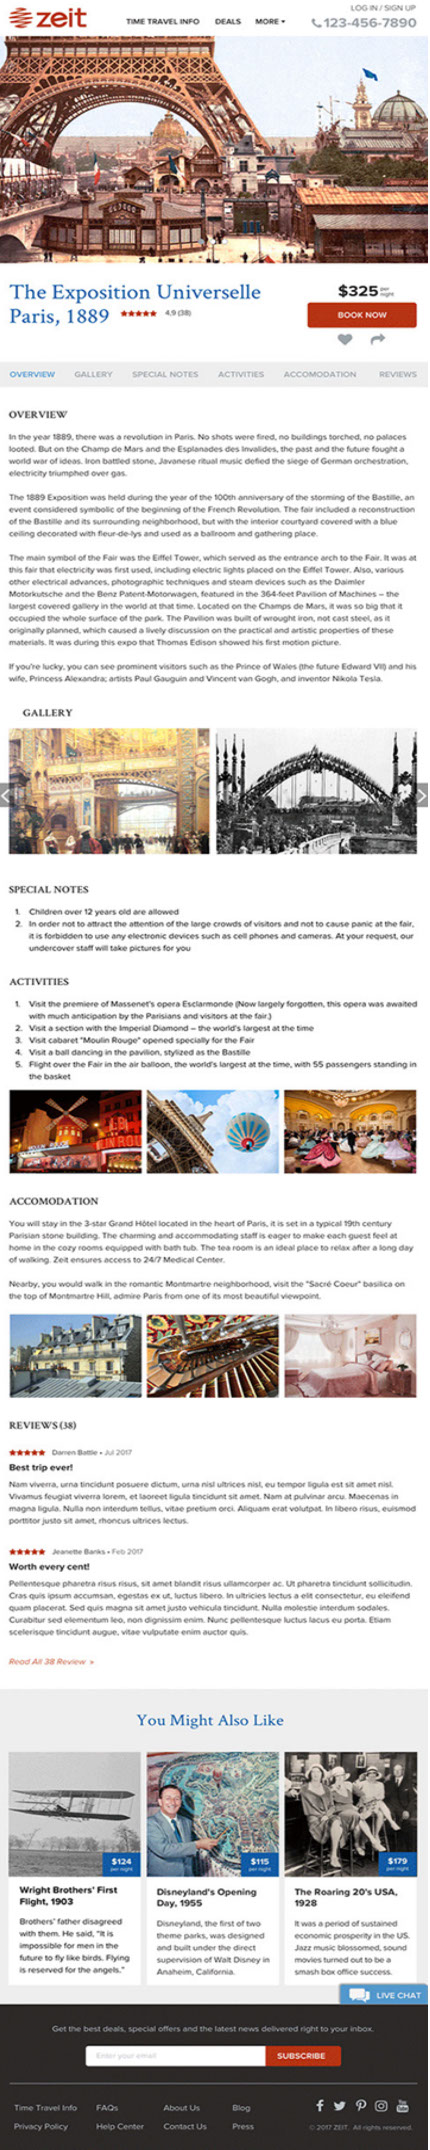 zeit
TIME TRAVEL INFO DEALS MORE
LOG IN / SIGN UP
123-456-7890
The Exposition Universelle
Paris, 1889
4,9 (38)
$325 per night
BOOK NOW
OVERVIEW GALLERY SPECIAL NOTES ACTIVITIES ACCOMODATION REVIEWS
OVERVIEW
In the year 1889, there was a revolution in Paris. No shots were fired, no buildings torched, no palaces
looted. But on the Champ de Mars and the Esplanades des Invalides, the past and the future fought a
world war of ideas. Iron battled stone, Javanese ritual music defied the siege of German orchestration,
electricity triumphed over gas.
The 1889 Exposition was held during the year of the 100th anniversary of the storming of the Bastille, an
event considered symbolic of the beginning of the French Revolution. The fair included a reconstruction
of the Bastille and its surrounding neighborhood, but with the interior courtyard covered with a blue
ceiling decorated with fleur-de-lys and used as a ballroom and gathering place.
The main symbol of the Fair was the Eiffel Tower, which served as the entrance arch to the Fair. It was at
this fair that electricity was first used, including electric lights placed on the Eiffel Tower. Also, various
other electrical advances, photographic techniques and steam devices such as the Daimler
Motorkutsche and the Benz Patent-Motorwagen, featured in the 364-feet Pavilion of Machines – the
largest covered gallery in the world at that time. Located on the Champs de Mars, it was so big that it
occupied the whole surface of the park. The Pavilion was built of wrought iron, not cast steel, as it
originally planned, which caused a lively discussion on the practical and artistic properties of these
materials. It was during this expo that Thomas Edison showed his first motion picture.
If you're lucky, you can see prominent visitors such as the Prince of Wales (the future Edward VII) and his
wife, Princess Alexandra; artists Paul Gauguin and Vincent van Gogh, and inventor Nikola Tesla.
GALLERY
SPECIAL NOTES
1. Children over 12 years old are allowed
2. In order not to attract the attention of the large crowds of visitors and not to cause panic at the fair,
it is forbidden to use any electronic devices such as cell phones and cameras. At your request, our
undercover staff will take pictures for you
ACTIVITIES
1. Visit the premiere of Massenet's opera Esclarmonde (Now largely forgotten, this opera was awaited
with much anticipation by the Parisians and visitors at the fair.)
2. Visit a section with the Imperial Diamond – the world's largest at the time
3. Visit cabaret "Moulin Rouge" opened specially for the Fair
4. Visit a ball dancing in the pavilion, stylized as the Bastille
5. Flight over the Fair in the air balloon, the world's largest at the time, with 55 passengers standing in
the basket
ACCOMODATION
You will stay in the 3-star Grand Hôtel located in the heart of Paris, it is set in a typical 19th century
Parisian stone building. The charming and accommodating staff is eager to make each guest feel at
home in the cozy rooms equipped with bath tub. The tea room is an ideal place to relax after a long day
of walking. Zeit ensures access to 24/7 Medical Center.
Nearby, you would walk in the romantic Montmartre neighborhood, visit the "Sacré Coeur" basilica on
the top of Montmartre Hill, admire Paris from one of its most beautiful viewpoint.
REVIEWS (38)
Darren Battle • Jul 2017
Best trip ever!
Nam viverra, urna tincidunt posuere dictum, urna nisl ultrices nisl, eu tempor ligula est sit amet nisl.
Vivamus feugiat viverra lorem, et laoreet ligula tincidunt sit amet. Nam at pulvinar arcu. Maecenas in
magna ligula. Nulla non interdum tellus, vitae pretium orci. Aliquam erat volutpat. In libero risus, euismod
porttitor justo sit amet, rhoncus ultrices lectus.
Jeanette Banks • Feb 2017
Worth every cent!
Pellentesque pharetra risus risus, sit amet blandit risus ullamcorper ac. Ut pharetra tincidunt sollicitudin.
Cras quis ipsum accumsan, egestas ex ut, luctus libero. In ultricies lectus a elit consectetur, eu eleifend
quam placerat. Sed quis magna sit amet justo vehicula tincidunt. Nulla molestie interdum sodales.
Curabitur sed elementum leo, non dignissim enim. Nunc pellentesque luctus lacus eu porta. Etiam
scelerisque tincidunt augue, vitae vulputate enim auctor quis.
Read All 38 Review »
You Might Also Like
$124 per night
$115 per night
$179 per night
Wright Brothers' First
Flight, 1903
Brothers' father disagreed
with them. He said, "It is
impossible for men in the
future to fly like birds. Flying
is reserved for the angels."
Disneyland's Opening
Day, 1955
Disneyland, the first of two
theme parks, was designed
and built under the direct
supervision of Walt Disney in
Anaheim, California.
The Roaring 20's USA,
1928
It was a period of sustained
economic prosperity in the US.
Jazz music blossomed, sound
movies turned out to be a
smash box office success.
LIVE CHAT
Get the best deals, special offers and the latest news delivered right to your inbox.
Enter your email
SUBSCRIBE
Time Travel Info FAQs About Us Blog
Privacy Policy Help Center Contact Us Press
© 2017 ZEIT. All rights reserved.